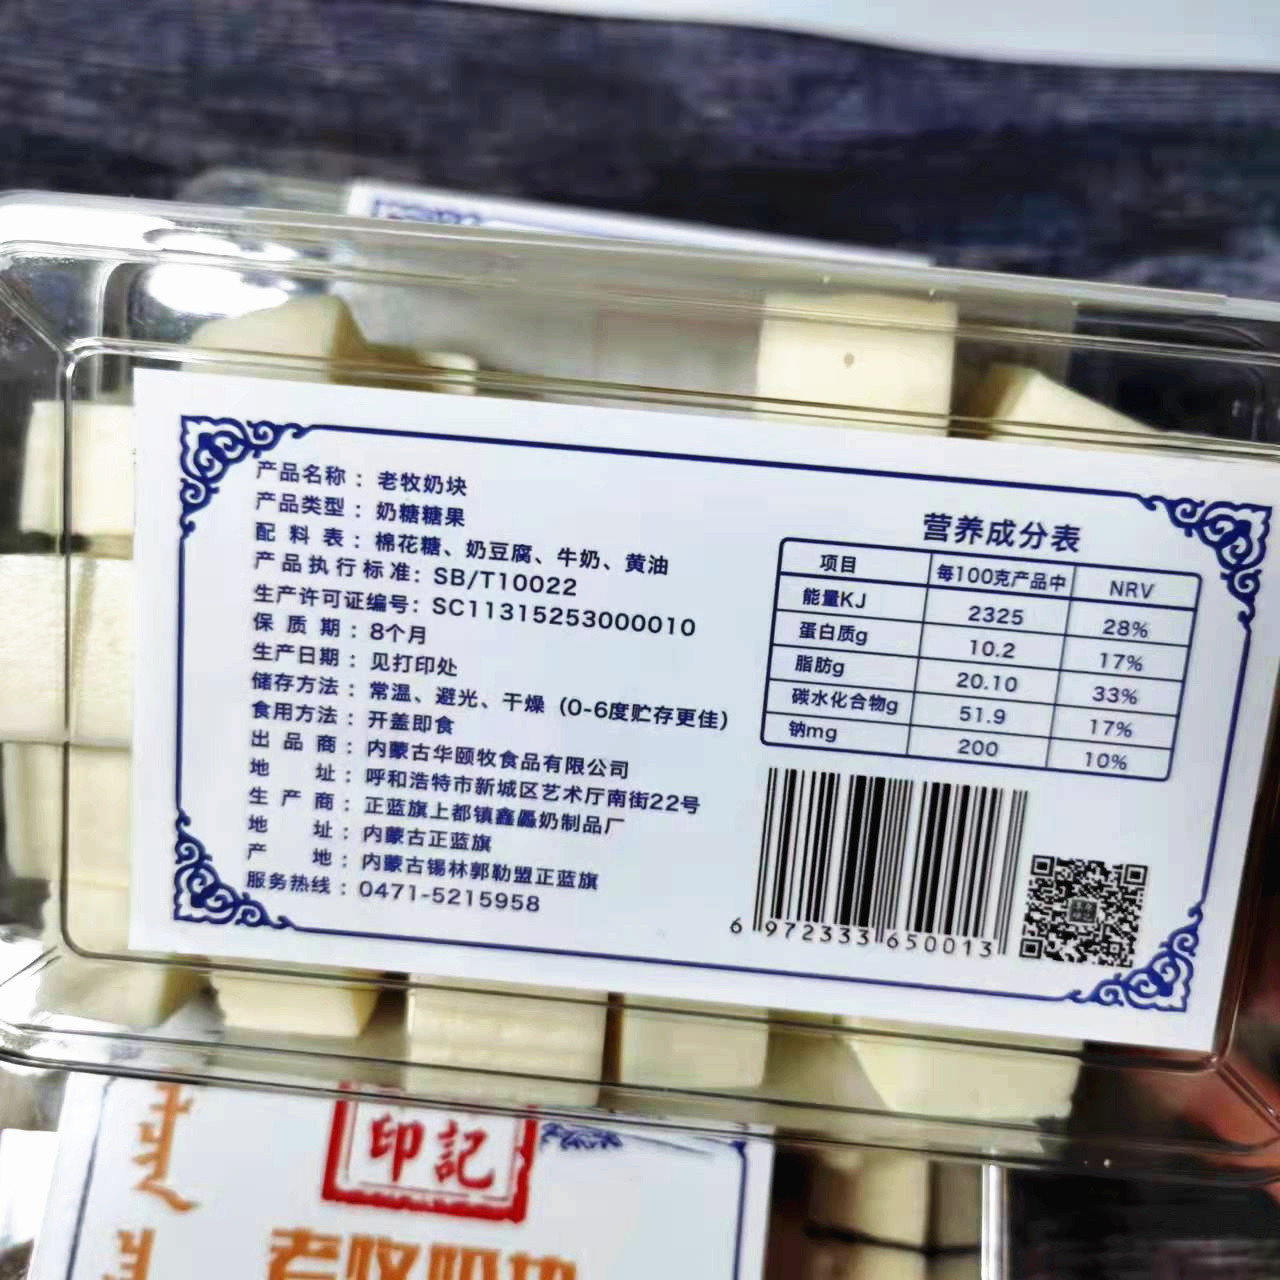 产品名称：老牧奶块
产品类型：奶糖糖果
配料表：棉花糖、奶豆腐、牛奶、黄油
产品执行标准：SB/T10022
生产许可证编号：SC11315253000010
保质期：8个月
生产日期：见打印处
储存方法：常温、避光、干燥（0-6度贮存更佳）
食用方法：开盖即食
出品商：内蒙古华颐牧食品有限公司
地址：呼和浩特市新城区艺术厅南街22号
生产商：正蓝旗上都镇鑫灥奶制品厂
地址：内蒙古正蓝旗
产地：内蒙古锡林郭勒盟正蓝旗
服务热线：0471-5215958
营养成分表
项目 每100克产品中 NRV
能量KJ 2325 28%
蛋白质g 10.2 17%
脂肪g 20.10 33%
碳水化合物g 51.9 17%
钠mg 200 10%
6 972333 650013
印記
老牧奶块